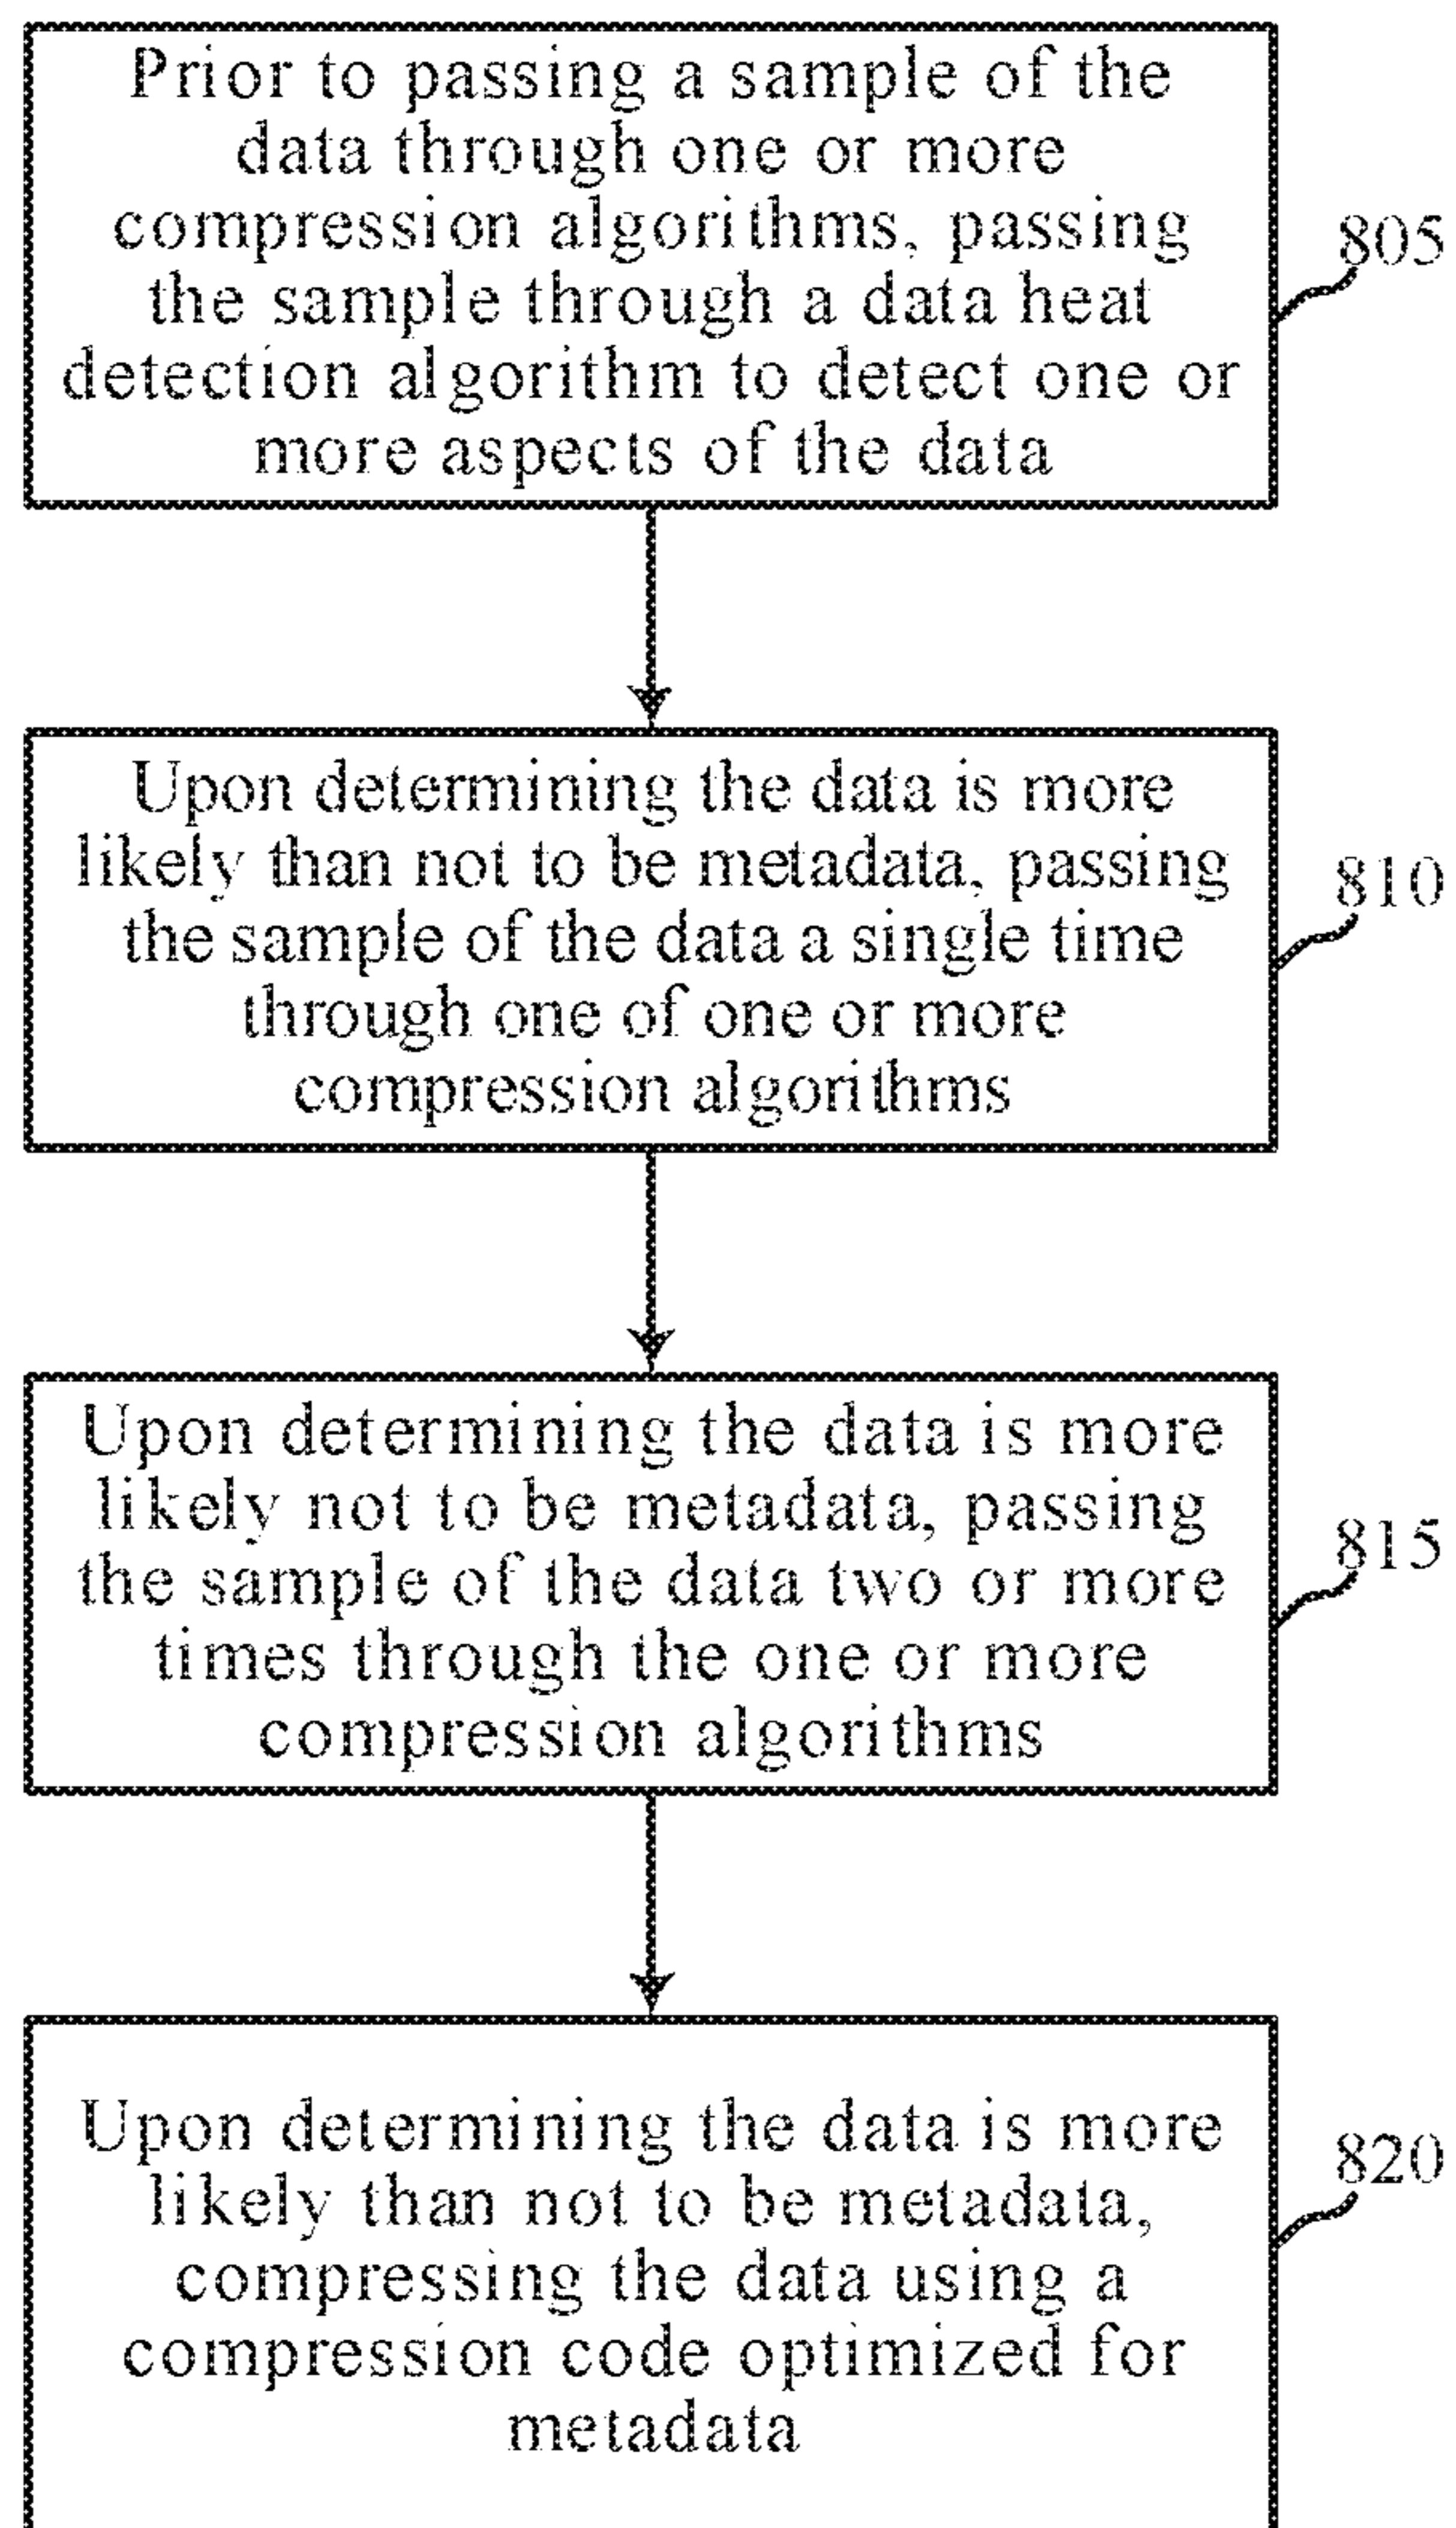 Prior to passing a sample of the
data through one or more
compression algorithms, passing
the sample through a data heat
detection algorithm to detect one or
more aspects of the data
805
Upon determining the data is more
likely than not to be metadata, passing
the sample of the data a single time
through one of one or more
compression algorithms
810
Upon determining the data is more
likely not to be metadata, passing
the sample of the data two or more
times through the one or more
compression algorithms
815
Upon determining the data is more
likely than not to be metadata,
compressing the data using a
compression code optimized for
metadata
820